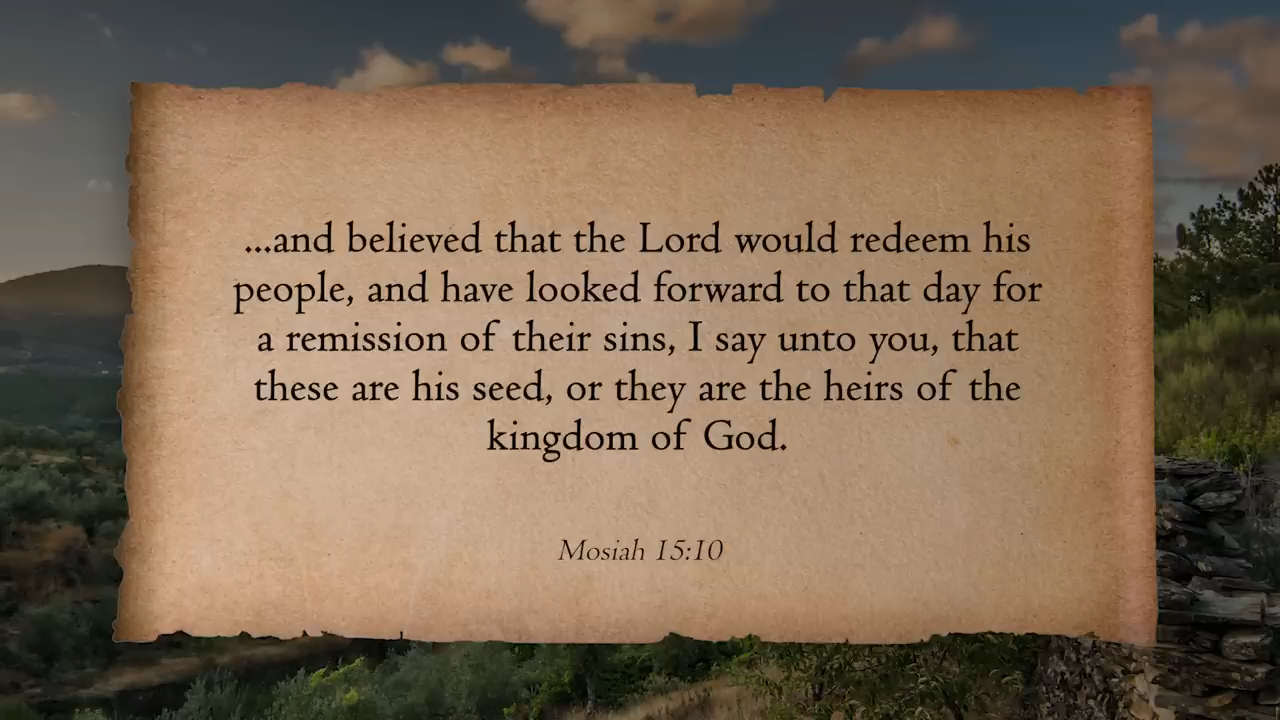 ...and believed that the Lord would redeem his
people, and have looked forward to that day for
a remission of their sins, I say unto you, that
these are his seed, or they are the heirs of the
kingdom of God.
Mosiah 15:10